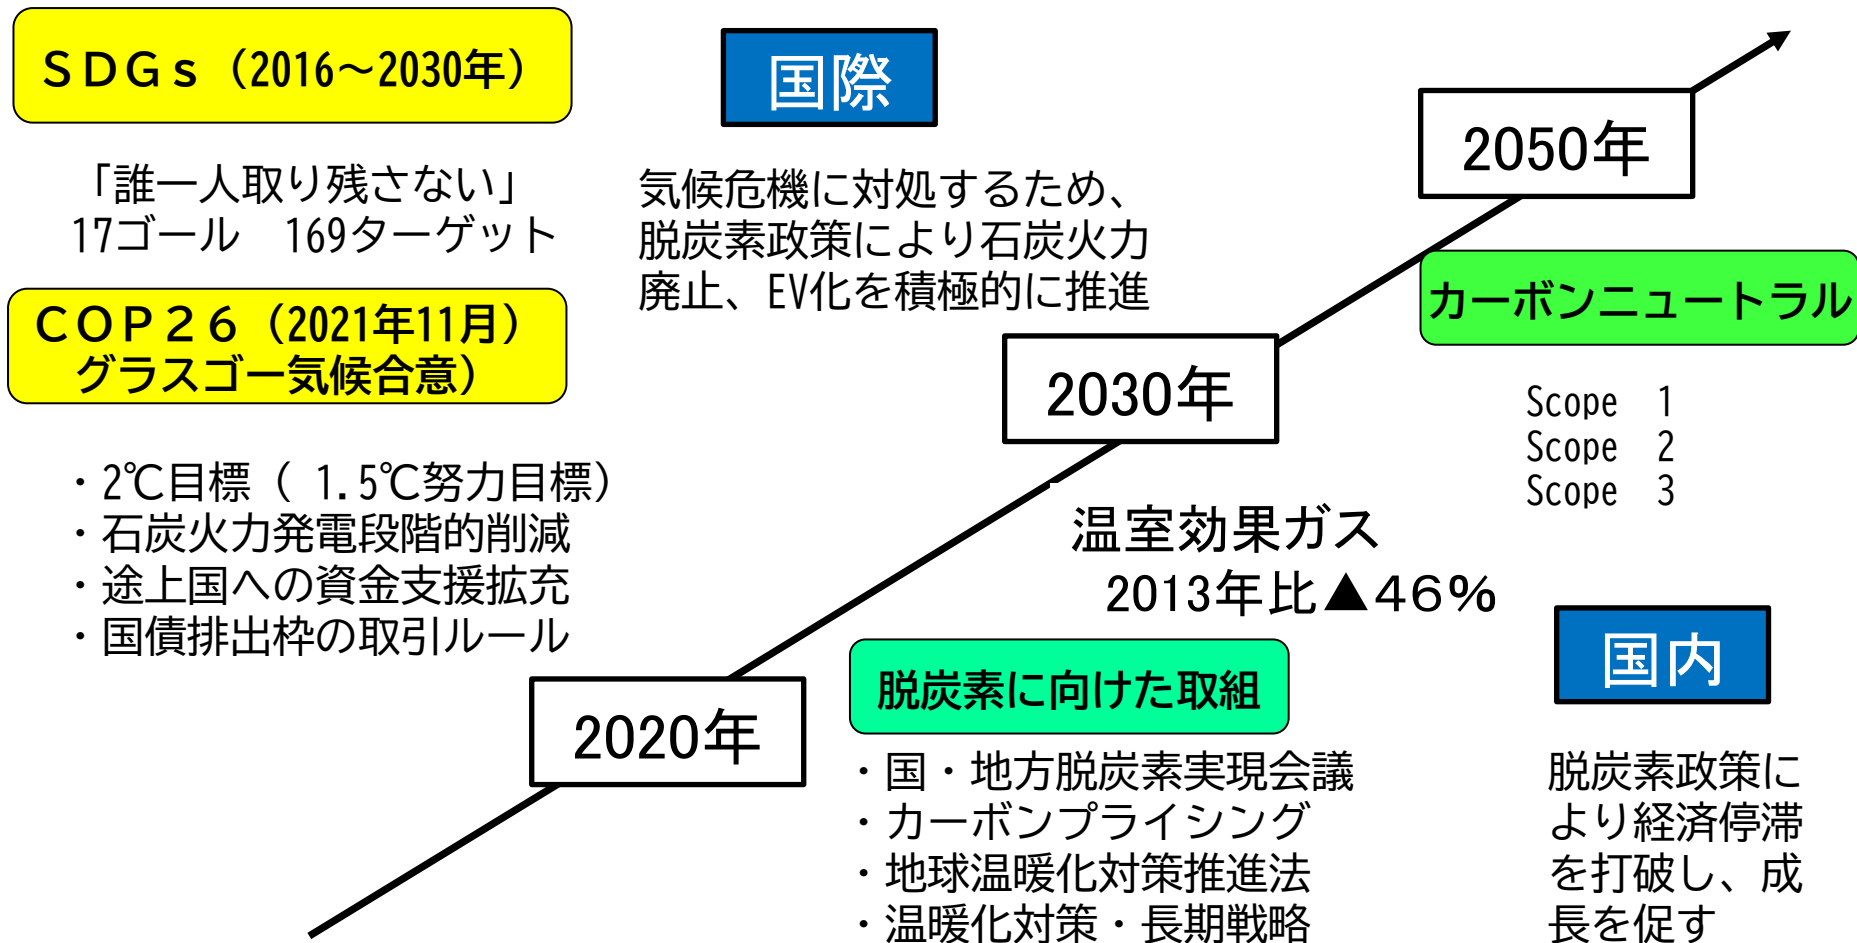 ＳＤＧｓ（2016～2030年）
「誰一人取り残さない」
17ゴール　169ターゲット
ＣＯＰ２６（2021年11月）
グラスゴー気候合意）
・2℃目標（ 1.5℃努力目標）
・石炭火力発電段階的削減
・途上国への資金支援拡充
・国債排出枠の取引ルール
国際
気候危機に対処するため、
脱炭素政策により石炭火力
廃止、EV化を積極的に推進
2050年
カーボンニュートラル
Scope　1
Scope　2
Scope　3
2030年
温室効果ガス
2013年比▲４６％
2020年
脱炭素に向けた取組
・国・地方脱炭素実現会議
・カーボンプライシング
・地球温暖化対策推進法
・温暖化対策・長期戦略
国内
脱炭素政策に
より経済停滞
を打破し、成
長を促す